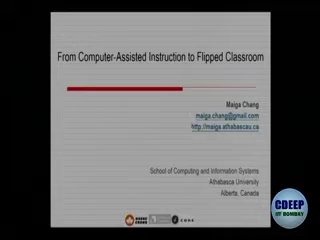 From Computer-Assisted Instruction to Flipped Classroom
Maiga Chang
maiga.chang@gmail.com
http://maiga.athabascau.ca
School of Computing and Information Systems
Athabasca University
Alberta, Canada
CDEEP
IIT BOMBAY